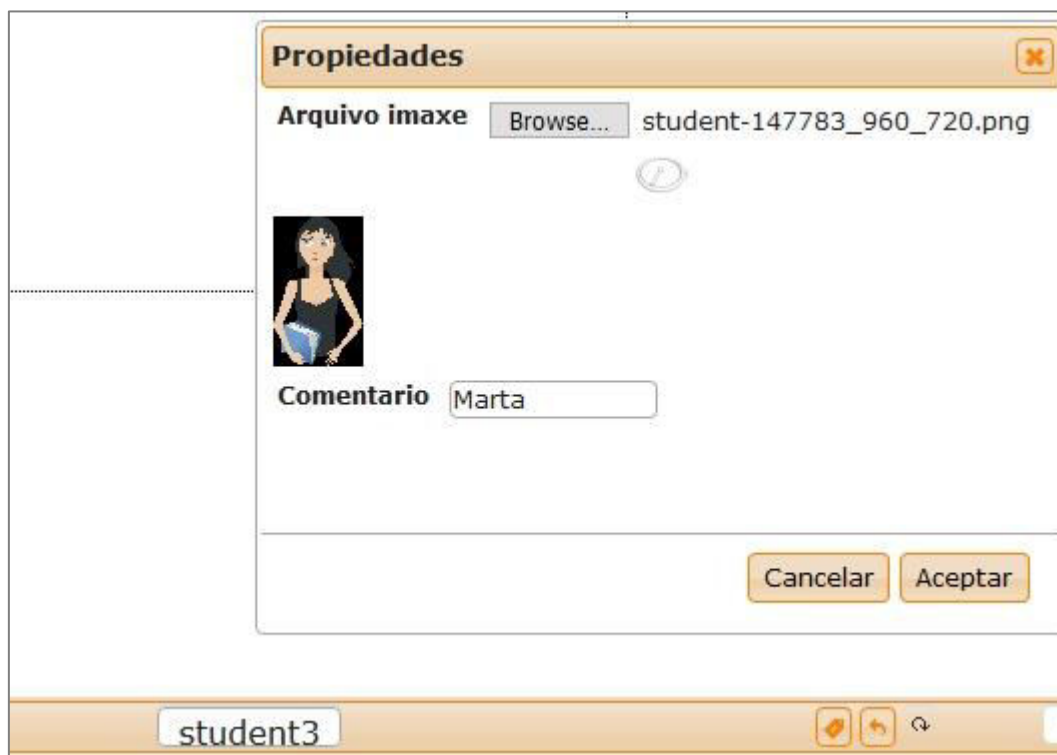 Propiedades
Arquivo imaxe Browse... student-147783_960_720.png
Comentario Marta
Cancelar Aceptar
student3